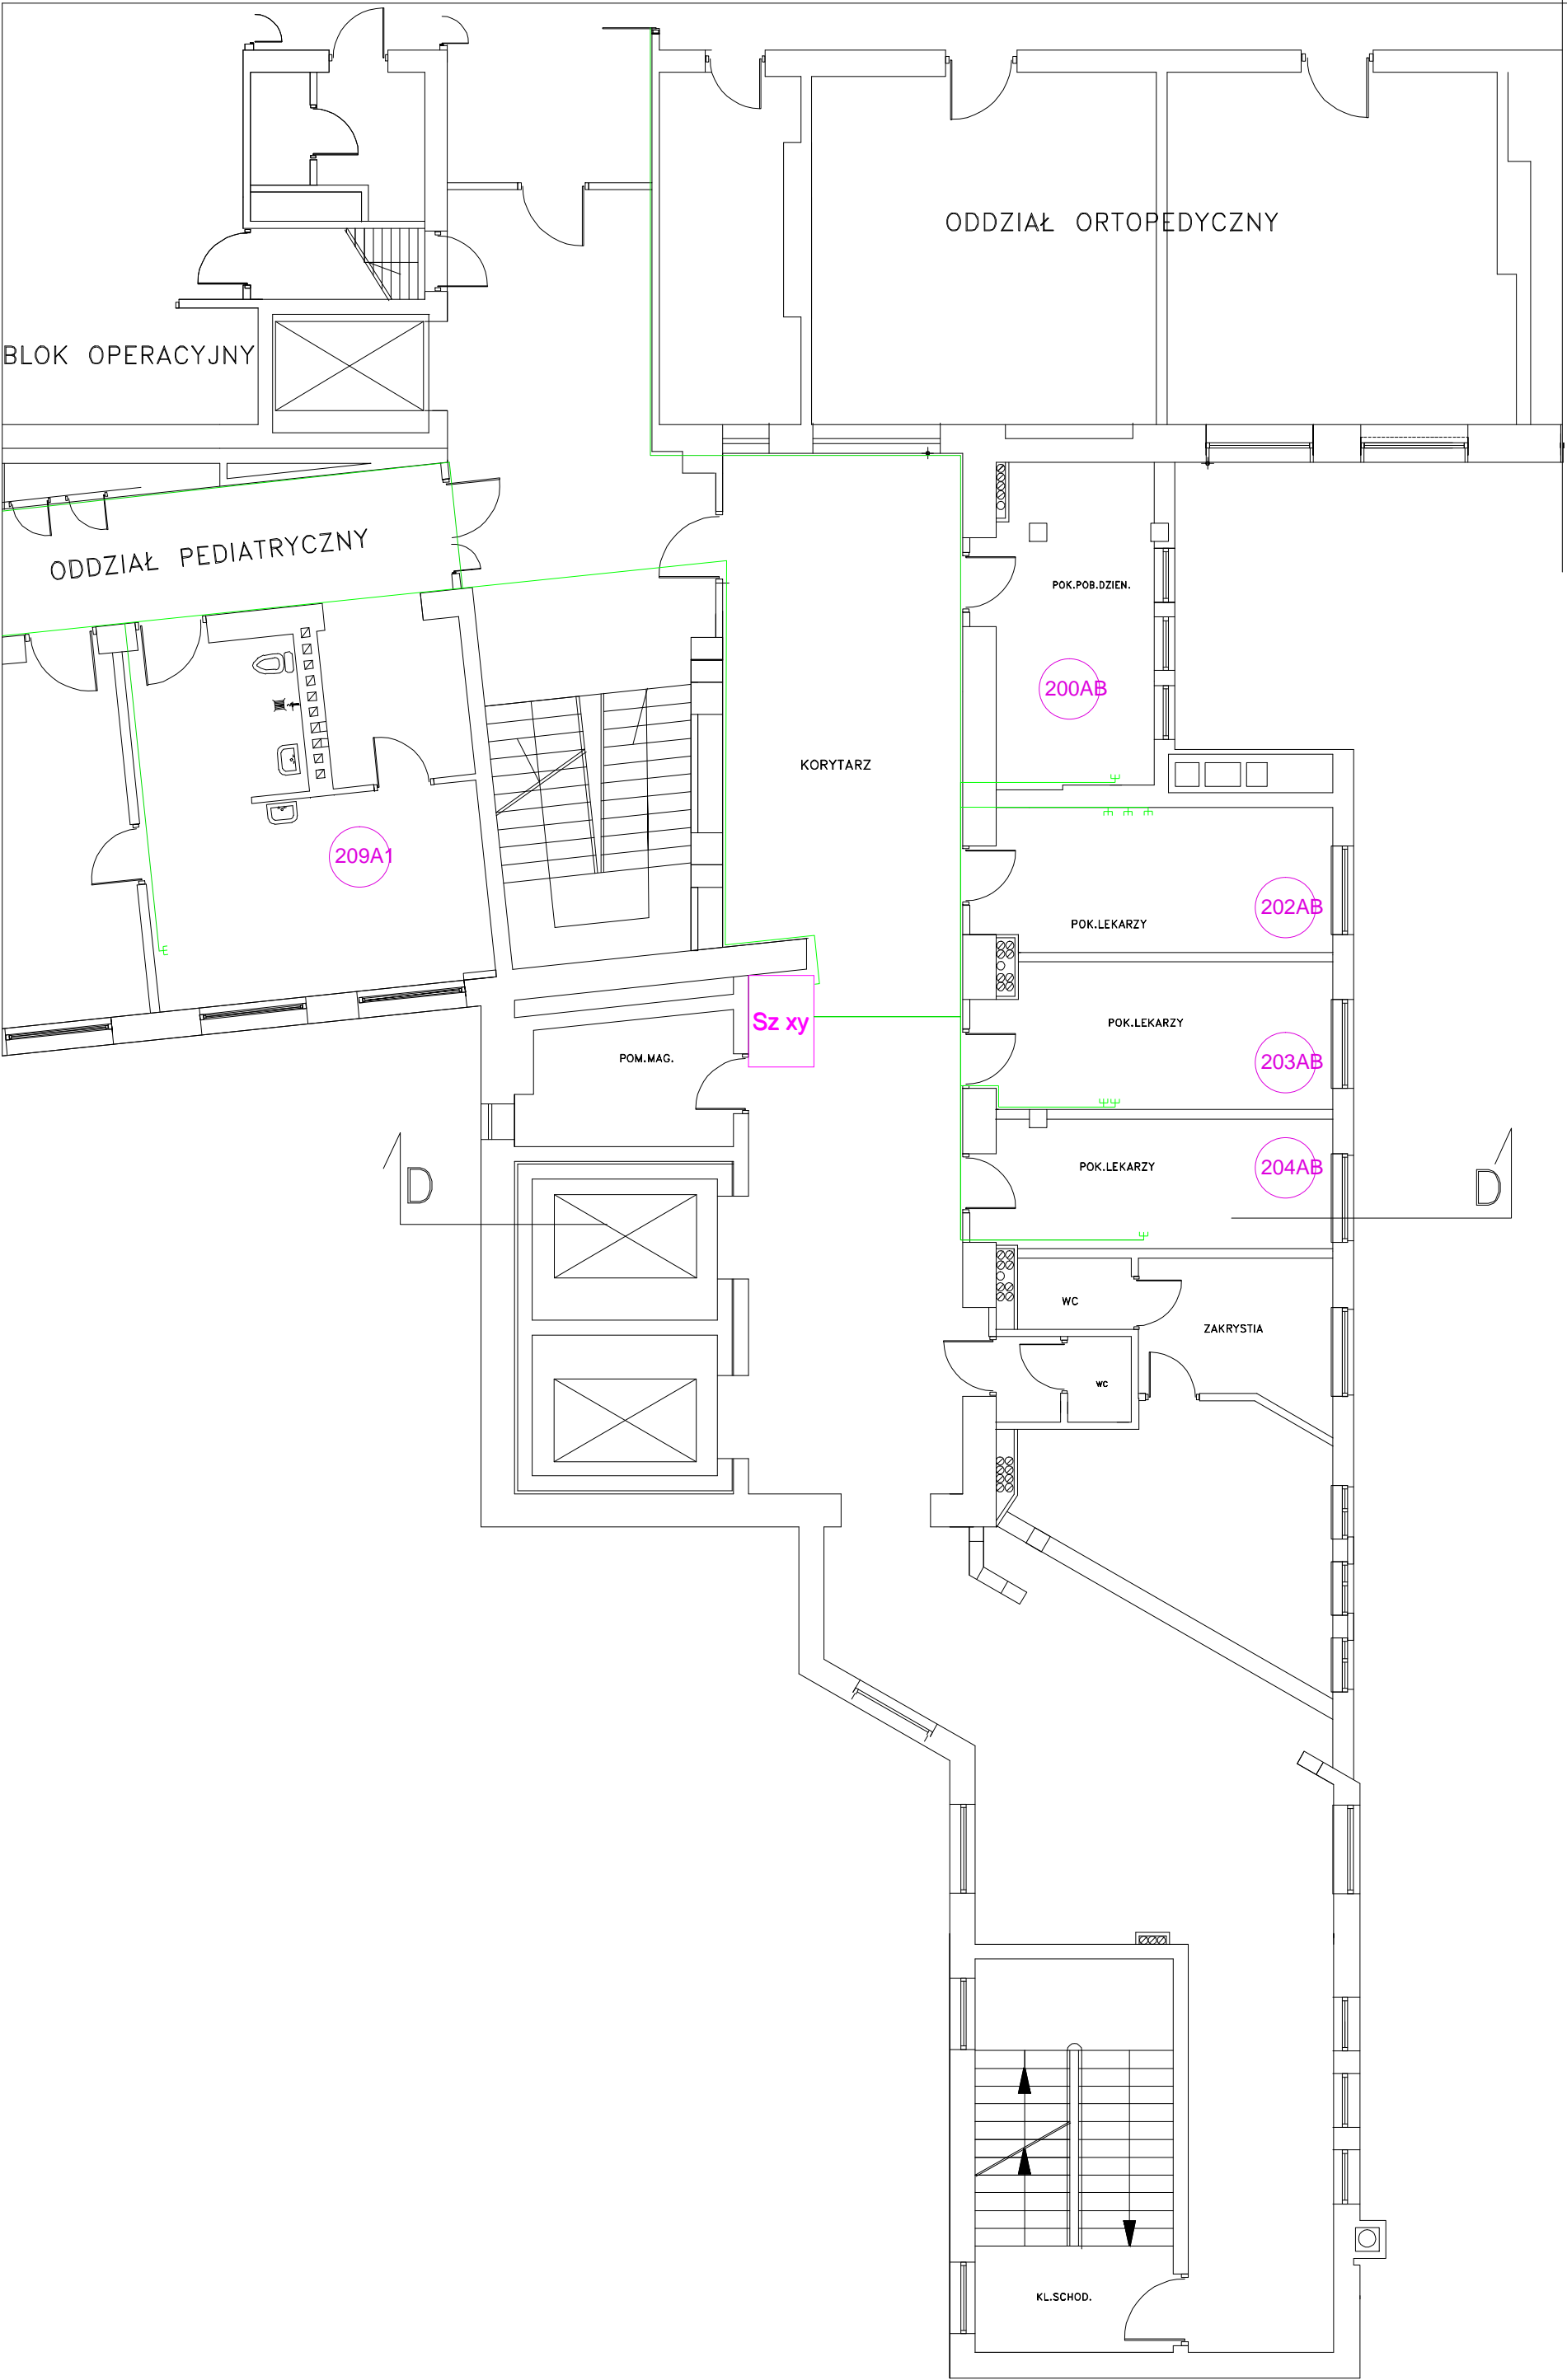 ODDZIAŁ ORTOPEDYCZNY
BLOK OPERACYJNY
ODDZIAŁ PEDIATRYCZNY
POK.POB.DZIEN.
200AB
KORYTARZ
209A1
202AB
POK.LEKARZY
Sz xy
POK.LEKARZY
POM.MAG.
203AB
POK.LEKARZY
204AB
D
D
WC
ZAKRYSTIA
WC
KL.SCHOD.